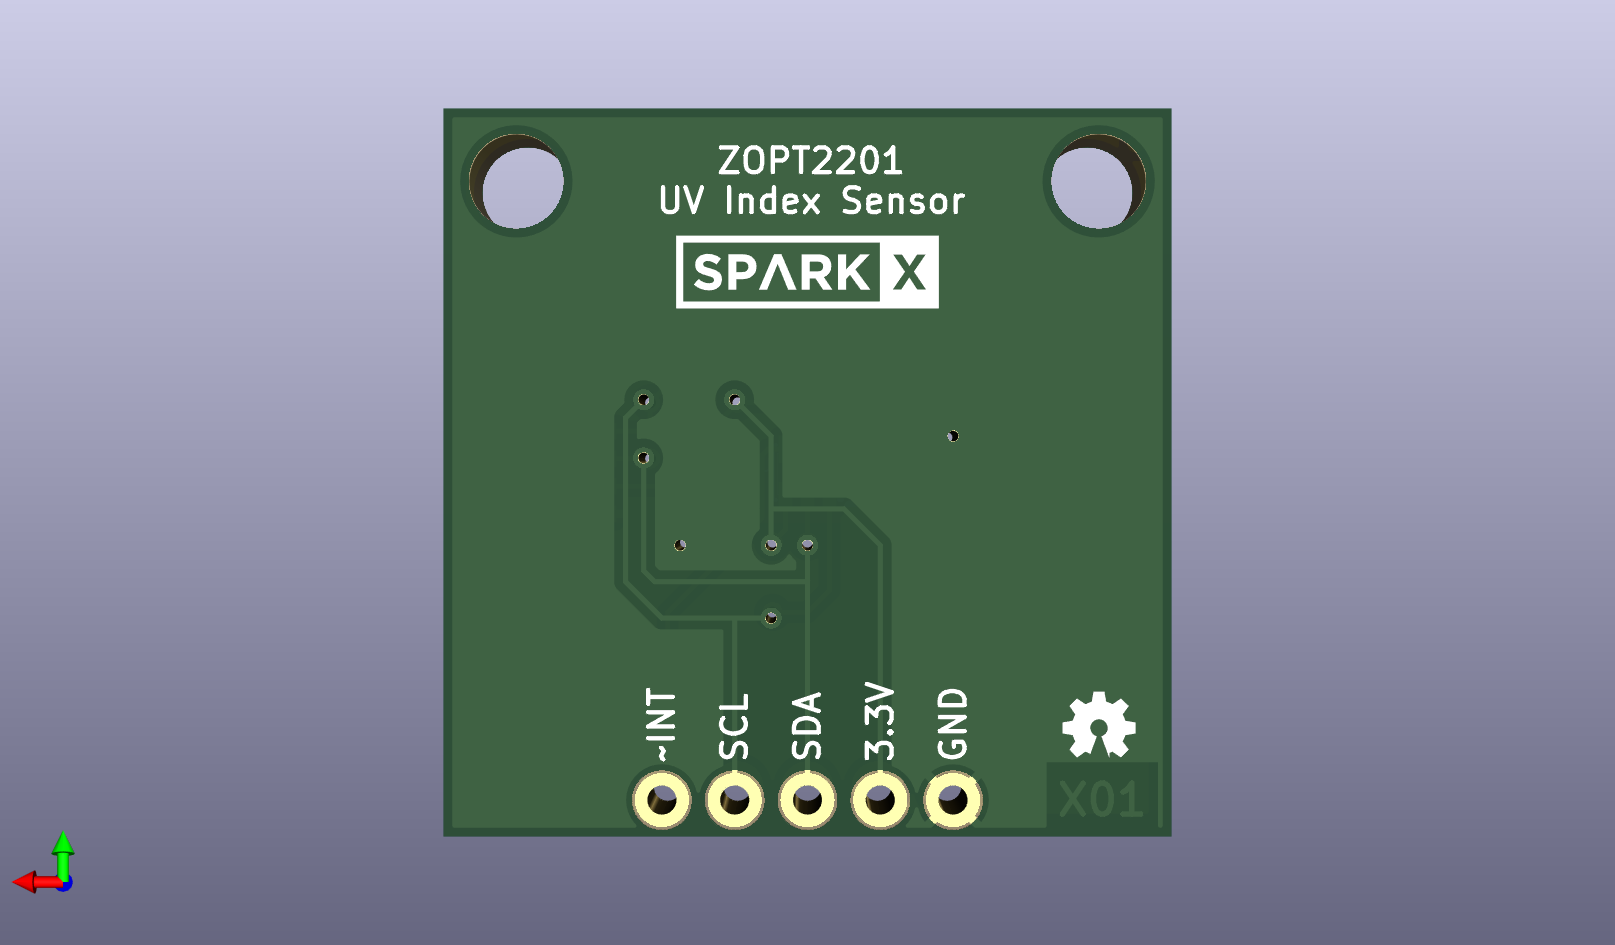 ZOPT2201
UV Index Sensor
SPARK X
~INT
SCL
SDA
3.3V
GND
X01